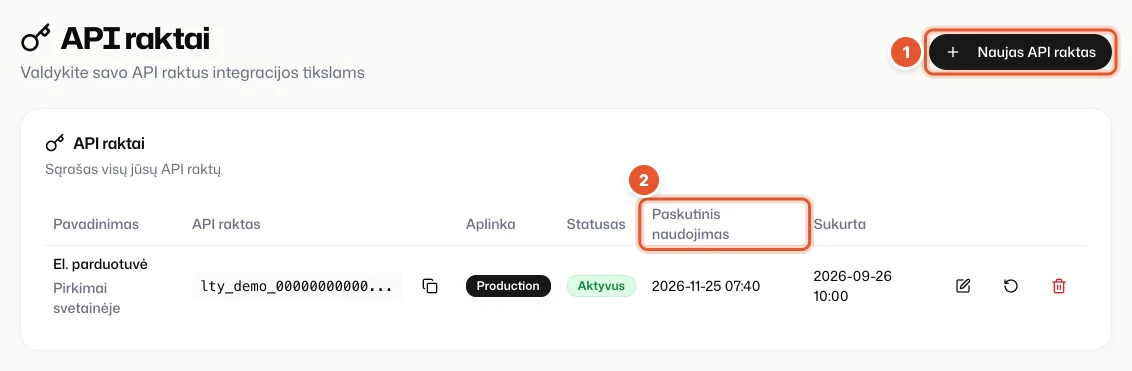 API raktai
Valdykite savo API raktus integracijos tikslams
1
+ Naujas API raktas
API raktai
Sąrašas visų jūsų API raktų
2
Pavadinimas API raktas Aplinka Statusas Paskutinis naudojimas Sukurta
El. parduotuvė
Pirkimai
svetainėje
lty_demo_00000000000...
Production
Aktyvus
2026-11-25 07:40
2026-09-26
10:00